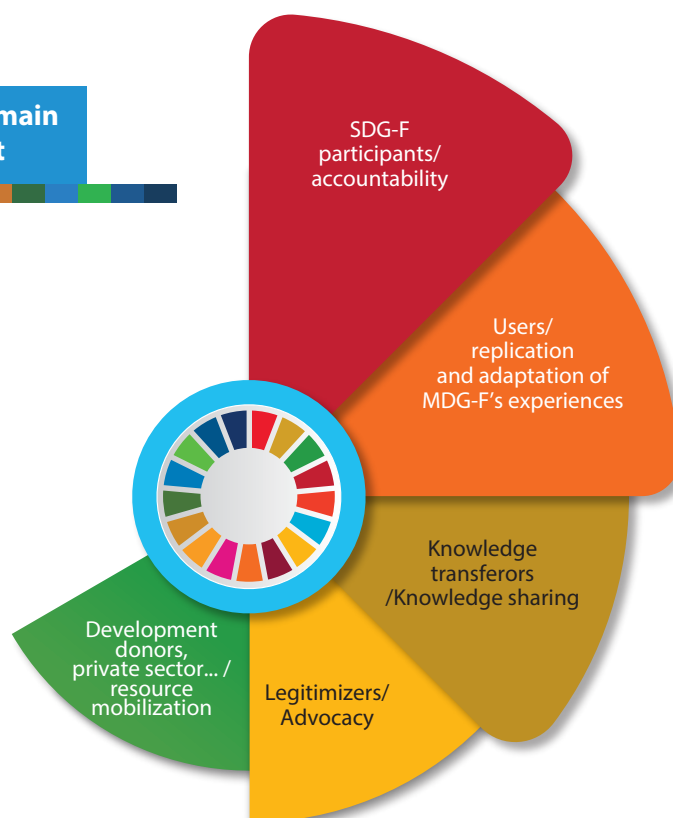 main
SDG-F
participants/
accountability
Users/
replication
and adaptation of
MDG-F's experiences
Knowledge
transferors
/Knowledge sharing
Legitimizers/
Advocacy
Development
donors,
private sector... /
resource
mobilization